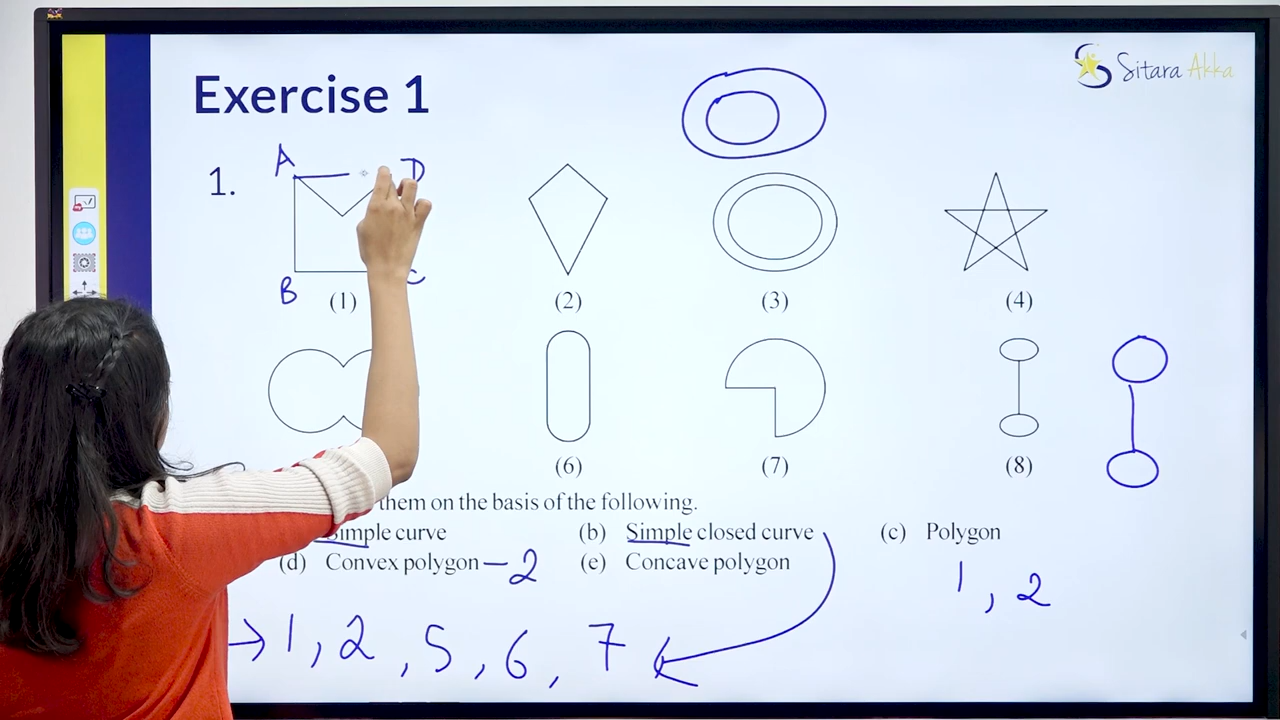 Sitara Akka
Exercise 1
1.
A D
B C
(1) (2) (3) (4)
(6) (7) (8)
them on the basis of the following.
Simple curve (b) Simple closed curve (c) Polygon
(d) Convex polygon – 2 (e) Concave polygon
1, 2
→ 1, 2, 5, 6, 7